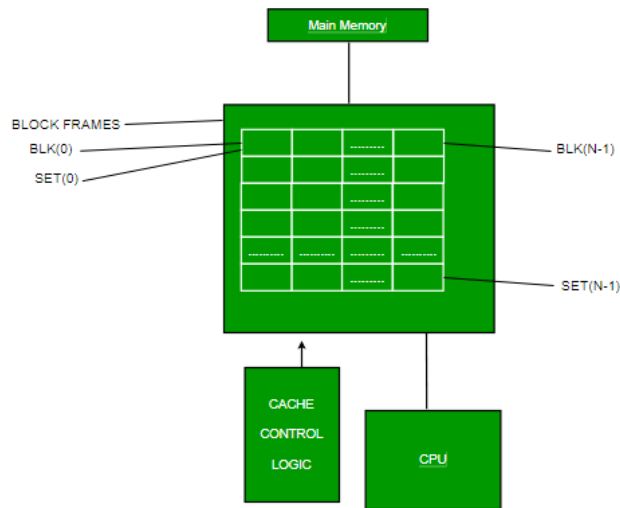 Main Memory
BLOCK FRAMES
BLK(0)
BLK(N-1)
SET(0)
SET(N-1)
CACHE
CONTROL
LOGIC
CPU